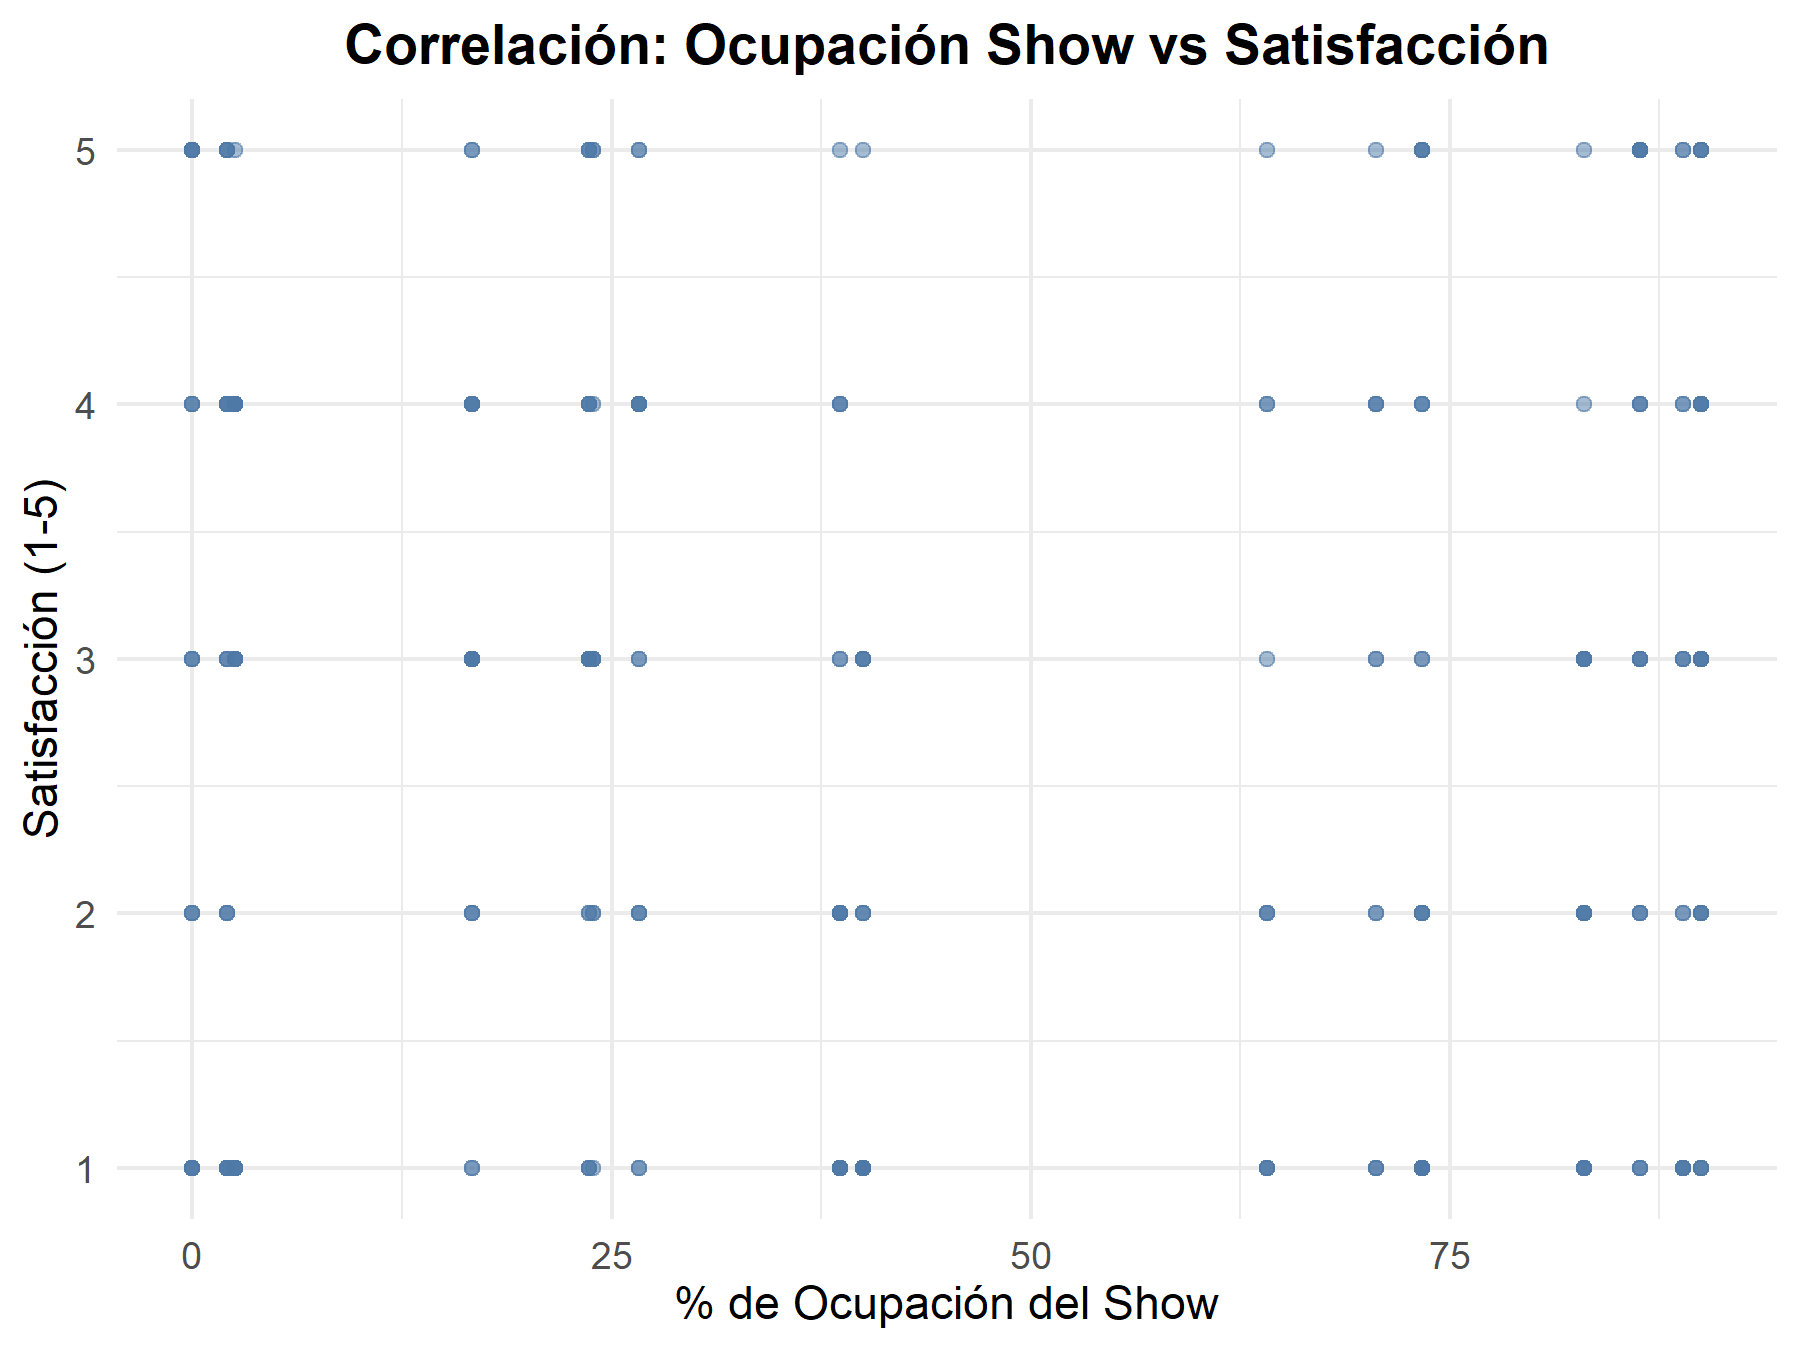 Correlación: Ocupación Show vs Satisfacción
Satisfacción (1-5)
5
4
3
2
1
0 25 50 75
% de Ocupación del Show